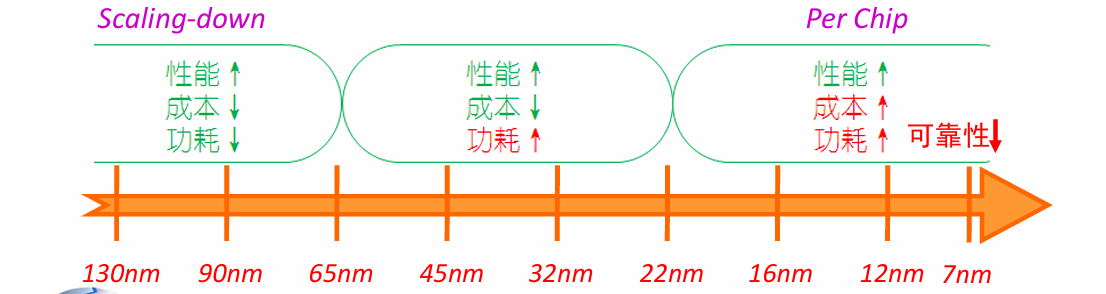 Scaling-down
Per Chip
性能↑
成本↓
功耗↓
性能↑
成本↓
功耗↑
性能↑
成本↑
功耗↑
可靠性↓
130nm 90nm 65nm 45nm 32nm 22nm 16nm 12nm 7nm